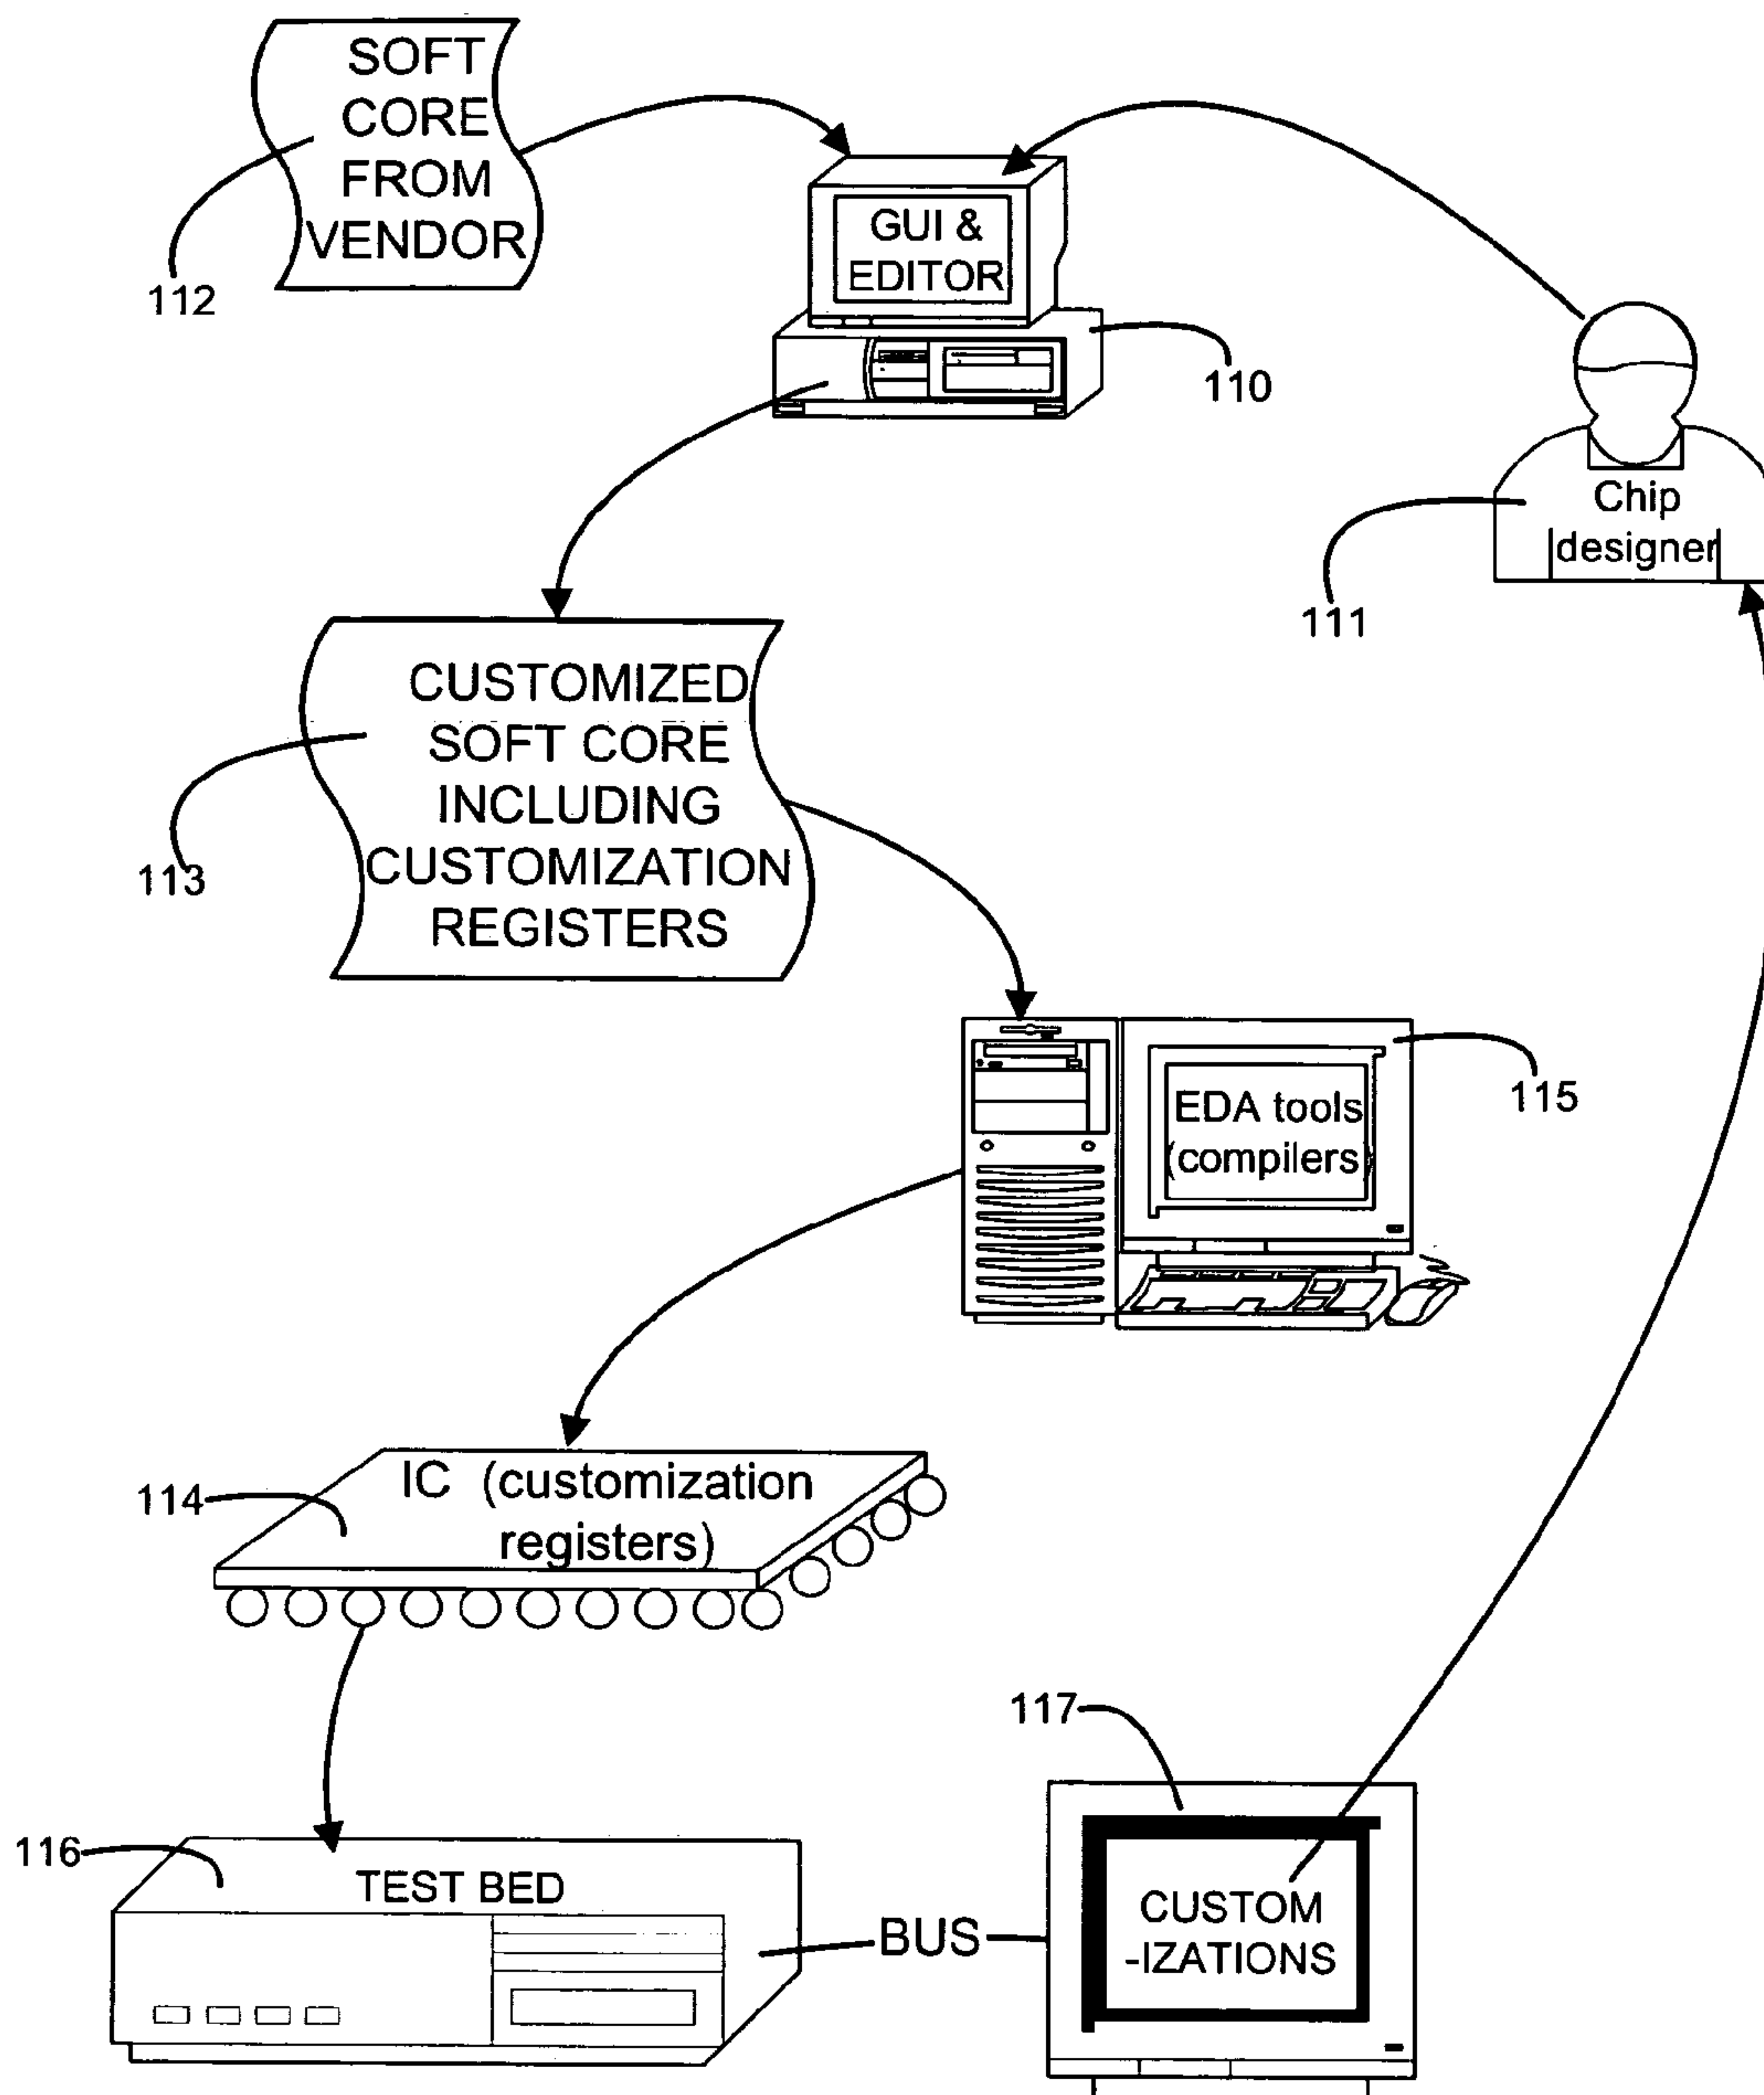 SOFT
CORE
FROM
VENDOR
112
GUI &
EDITOR
110
Chip
designer
111
CUSTOMIZED
SOFT CORE
INCLUDING
CUSTOMIZATION
REGISTERS
113
EDA tools
(compilers)
115
IC (customization
registers)
114
117
116
TEST BED
BUS
CUSTOM
-IZATIONS